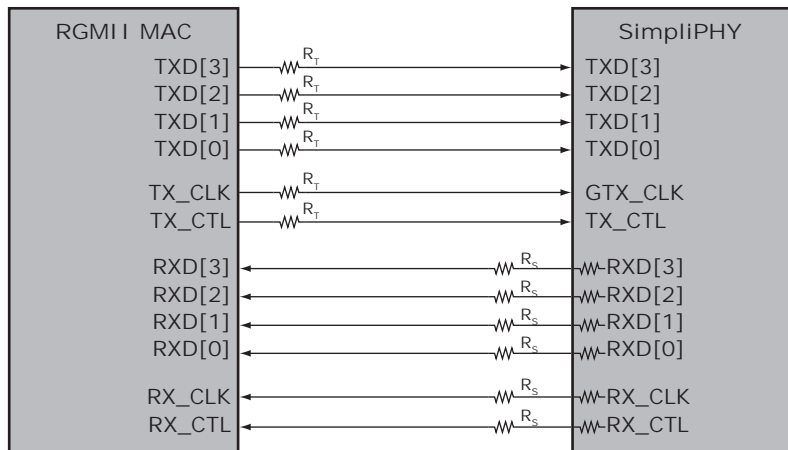 RGMII MAC SimpliPHY
TXD[3] R_T TXD[3]
TXD[2] R_T TXD[2]
TXD[1] R_T TXD[1]
TXD[0] R_T TXD[0]
TX_CLK R_T GTX_CLK
TX_CTL R_T TX_CTL
RXD[3] R_S RXD[3]
RXD[2] R_S RXD[2]
RXD[1] R_S RXD[1]
RXD[0] R_S RXD[0]
RX_CLK R_S RX_CLK
RX_CTL R_S RX_CTL